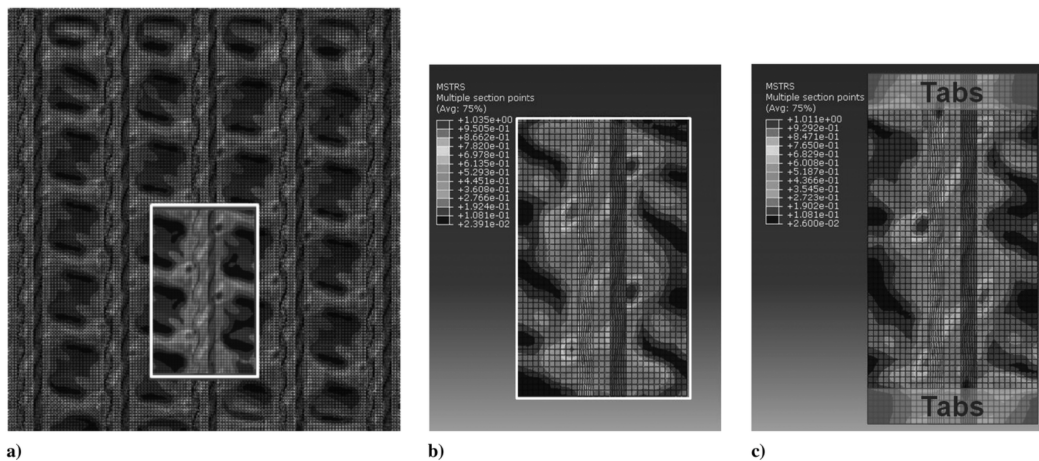 MSTRS
Multiple section points
(Avg: 75%)
+1.035e+00
+9.505e-01
+8.662e-01
+7.820e-01
+6.978e-01
+6.135e-01
+5.293e-01
+4.451e-01
+3.608e-01
+2.766e-01
+1.924e-01
+1.081e-01
+2.391e-02
MSTRS
Multiple section points
(Avg: 75%)
+1.011e+00
+9.292e-01
+8.471e-01
+7.650e-01
+6.829e-01
+6.008e-01
+5.187e-01
+4.366e-01
+3.545e-01
+2.723e-01
+1.902e-01
+1.081e-01
+2.600e-02
Tabs
Tabs
a)
b)
c)